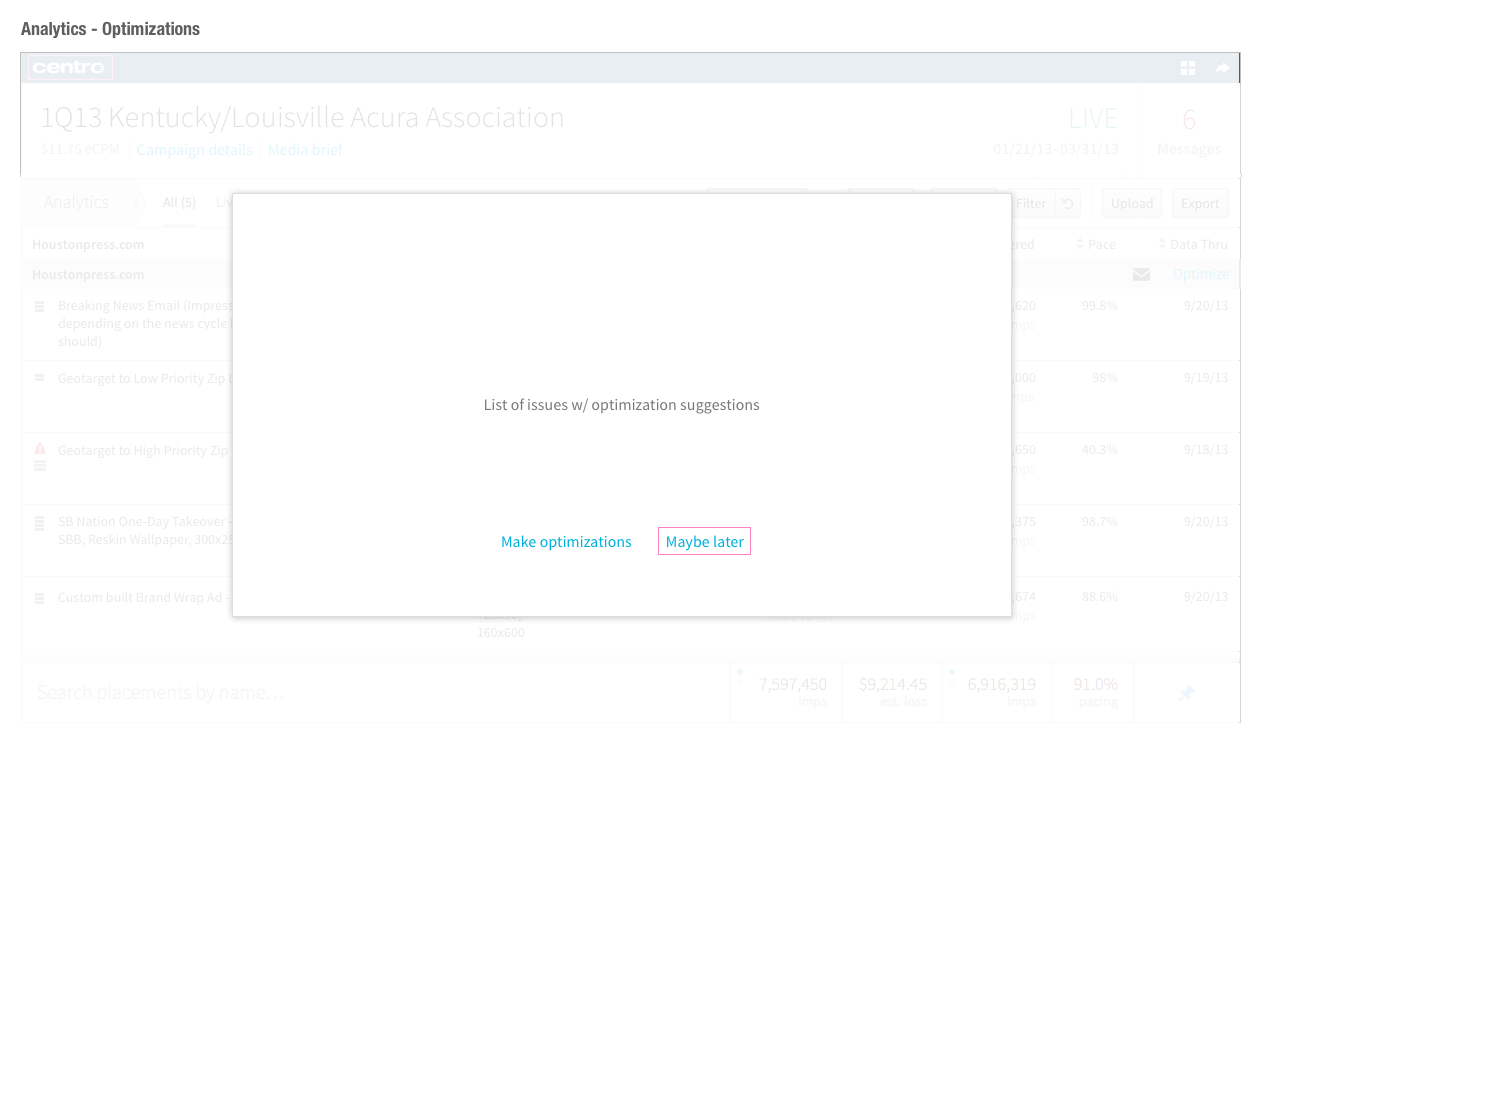 Analytics - Optimizations
centro
1Q13 Kentucky/Louisville Acura Association
LIVE
6
$11.75 eCPM
Campaign details
Media brief
01/21/13–03/31/13
Messages
Analytics
All (5)
Filter
Upload
Export
Houstonpress.com
Pace
Data Thru
Houstonpress.com
Optimize
Breaking News Email (Impress
,620
99.8%
9/20/13
depending on the news cycle
imps
should)
Geotarget to Low Priority Zip
,000
98%
9/19/13
imps
List of issues w/ optimization suggestions
Geotarget to High Priority Zip
,650
40.3%
9/18/13
imps
SB Nation One-Day Takeover -
,375
98.7%
9/20/13
SBB, Reskin Wallpaper, 300x25
imps
Make optimizations
Maybe later
Custom built Brand Wrap Ad -
,674
88.6%
9/20/13
imps
160x600
Search placements by name...
7,597,450
imps
$9,214.45
est. loss
6,916,319
imps
91.0%
pacing